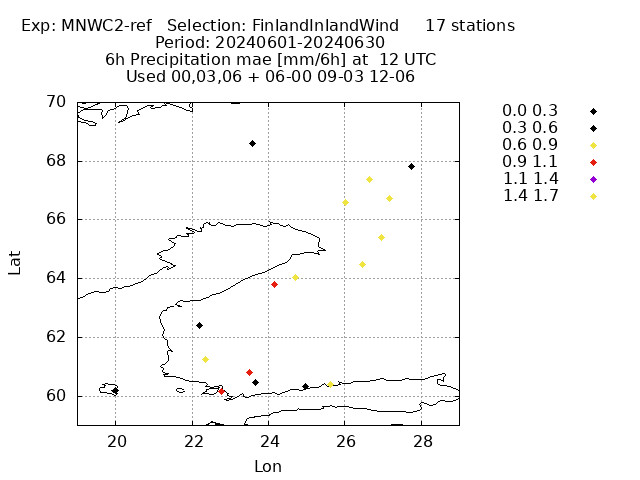 Exp: MNWC2-ref   Selection: FinlandInlandWind     17 stations
Period: 20240601-20240630
6h Precipitation mae [mm/6h] at  12 UTC
Used 00,03,06 + 06-00 09-03 12-06
0.0 0.3
0.3 0.6
0.6 0.9
0.9 1.1
1.1 1.4
1.4 1.7
70
68
66
64
62
60
Lat
20 22 24 26 28
Lon